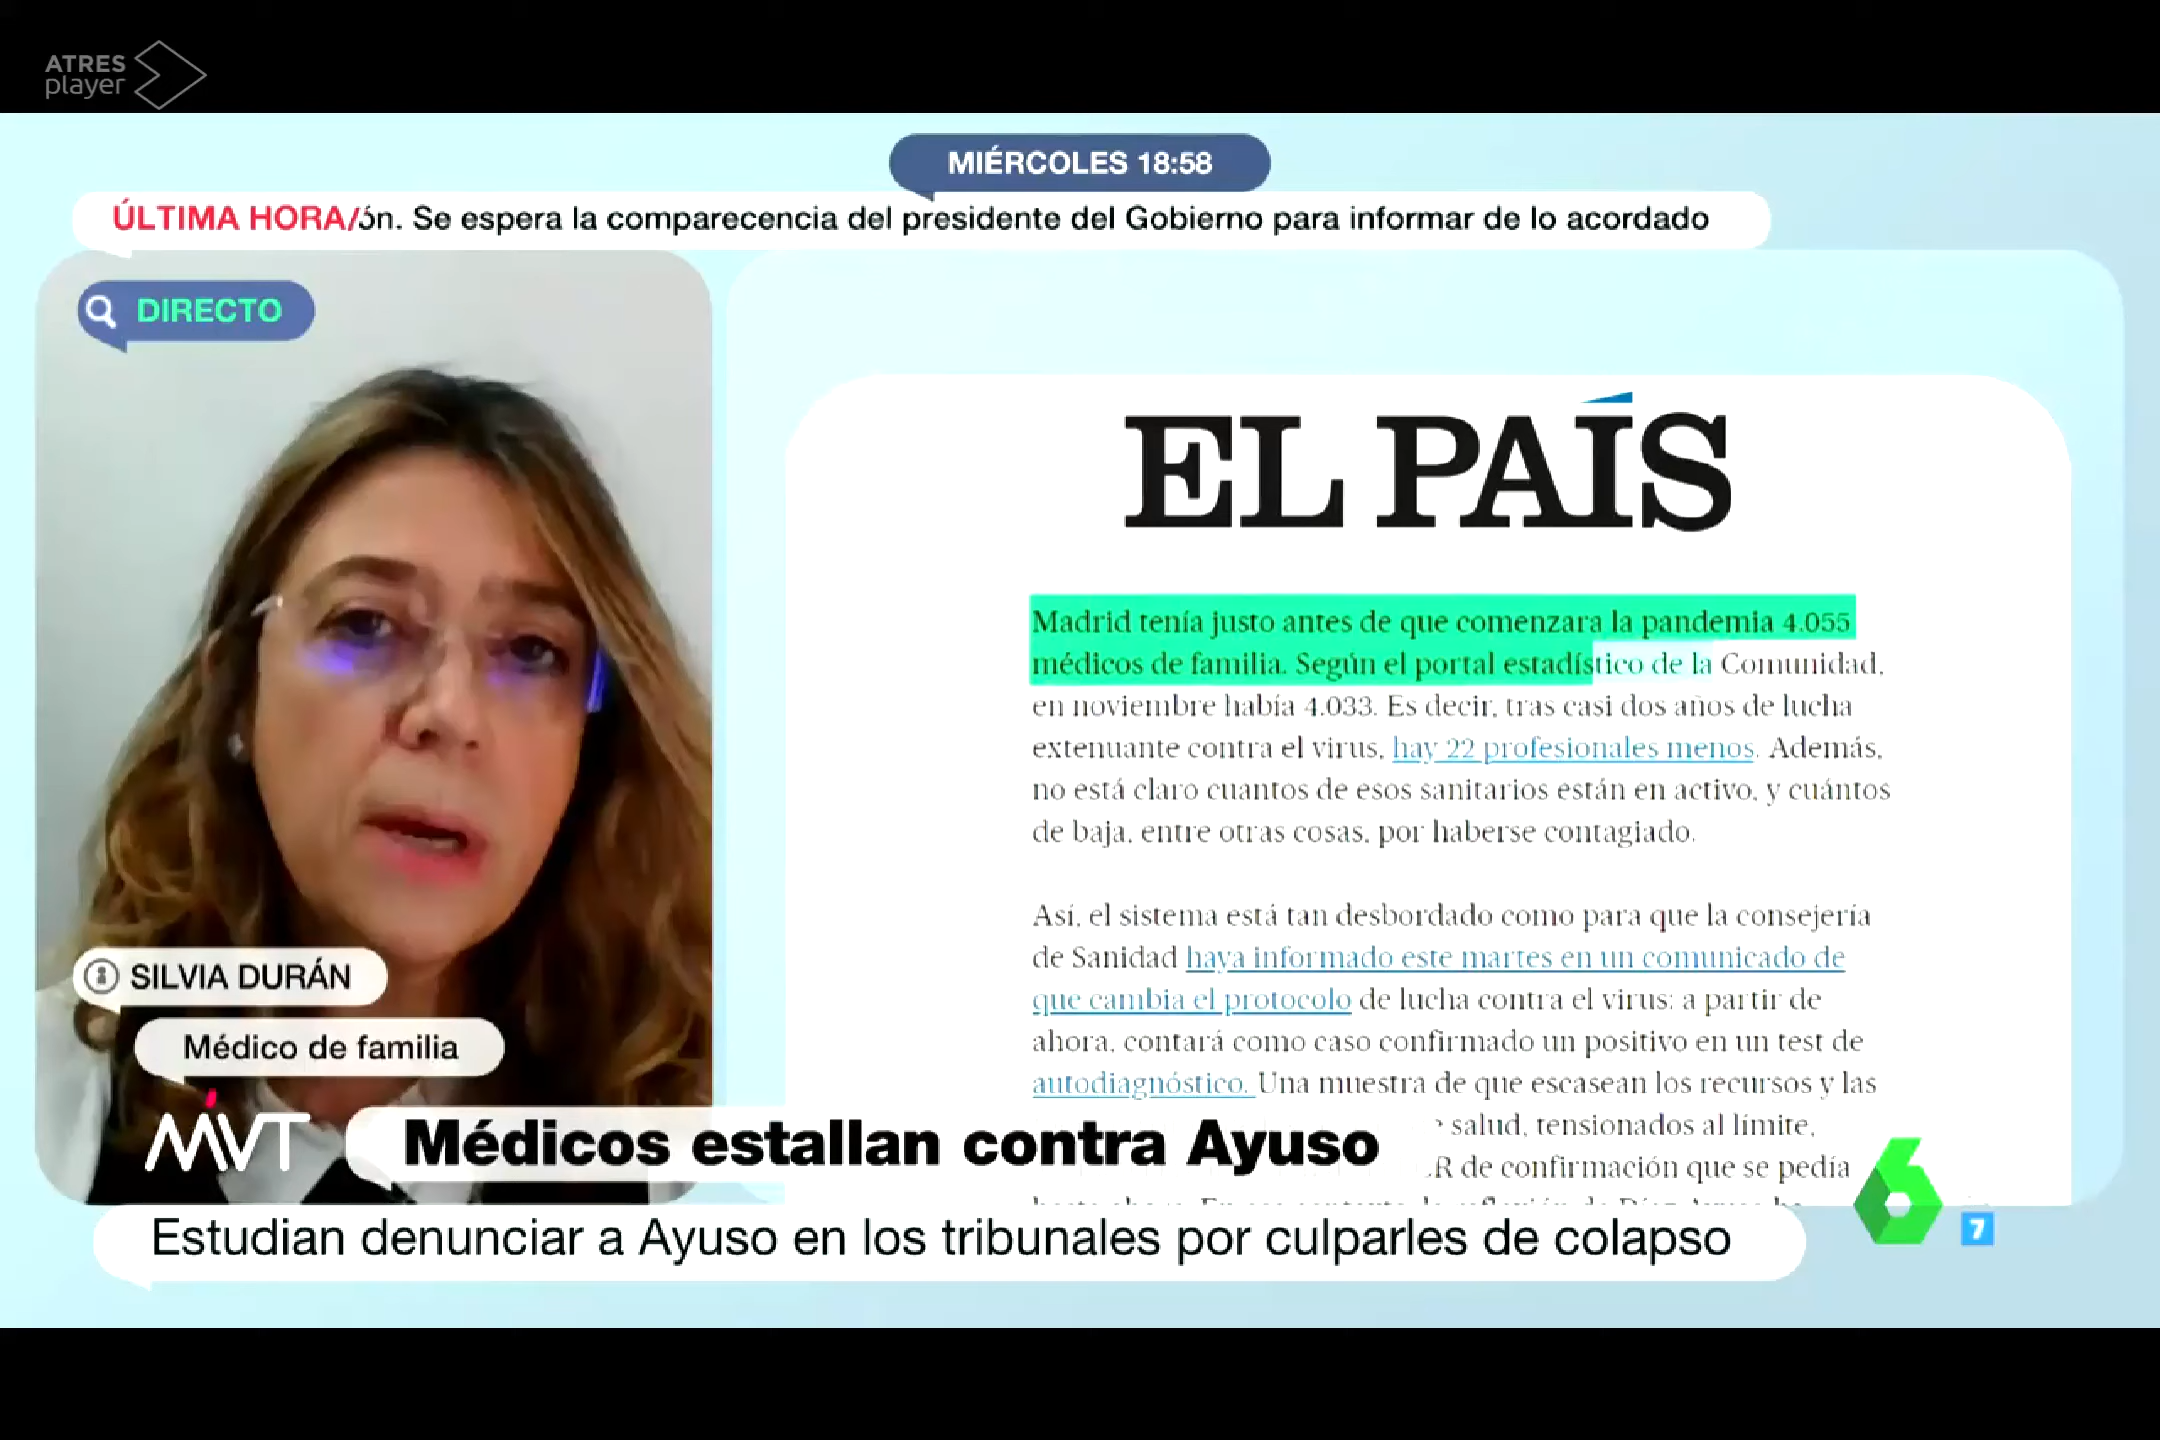 ATRES
player
MIÉRCOLES 18:58
ÚLTIMA HORA/ón. Se espera la comparecencia del presidente del Gobierno para informar de lo acordado
DIRECTO
EL PAÍS
Madrid tenía justo antes de que comenzara la pandemia 4.055
médicos de familia. Según el portal estadístico de la Comunidad,
en noviembre había 4.033. Es decir, tras casi dos años de lucha
extenuante contra el virus, hay 22 profesionales menos. Además,
no está claro cuantos de esos sanitarios están en activo, y cuántos
de baja, entre otras cosas, por haberse contagiado.
Así, el sistema está tan desbordado como para que la consejería
de Sanidad haya informado este martes en un comunicado de
que cambia el protocolo de lucha contra el virus: a partir de
ahora, contará como caso confirmado un positivo en un test de
autodiagnóstico. Una muestra de que escasean los recursos y las
salud, tensionados al límite,
R de confirmación que se pedía
SILVIA DURÁN
Médico de familia
MVT
Médicos estallan contra Ayuso
Estudian denunciar a Ayuso en los tribunales por culparles de colapso
6
7